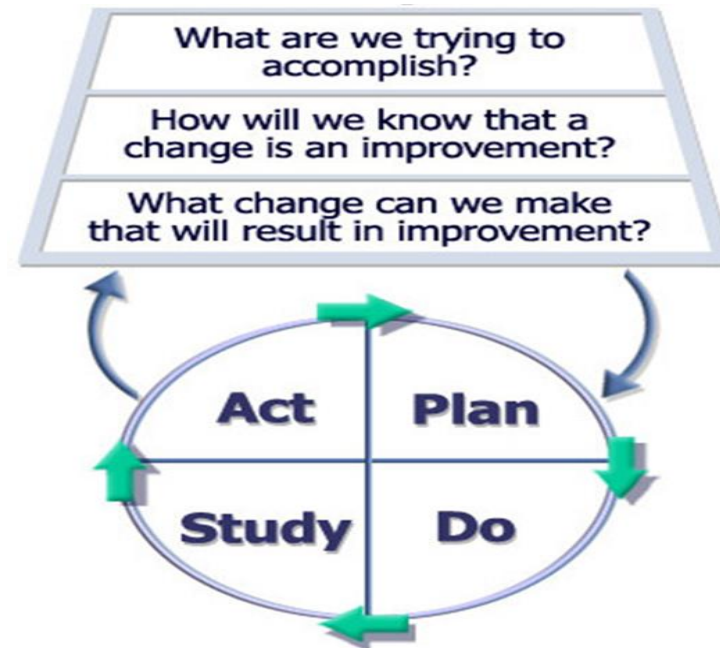 What are we trying to
accomplish?
How will we know that a
change is an improvement?
What change can we make
that will result in improvement?
Act
Plan
Study
Do